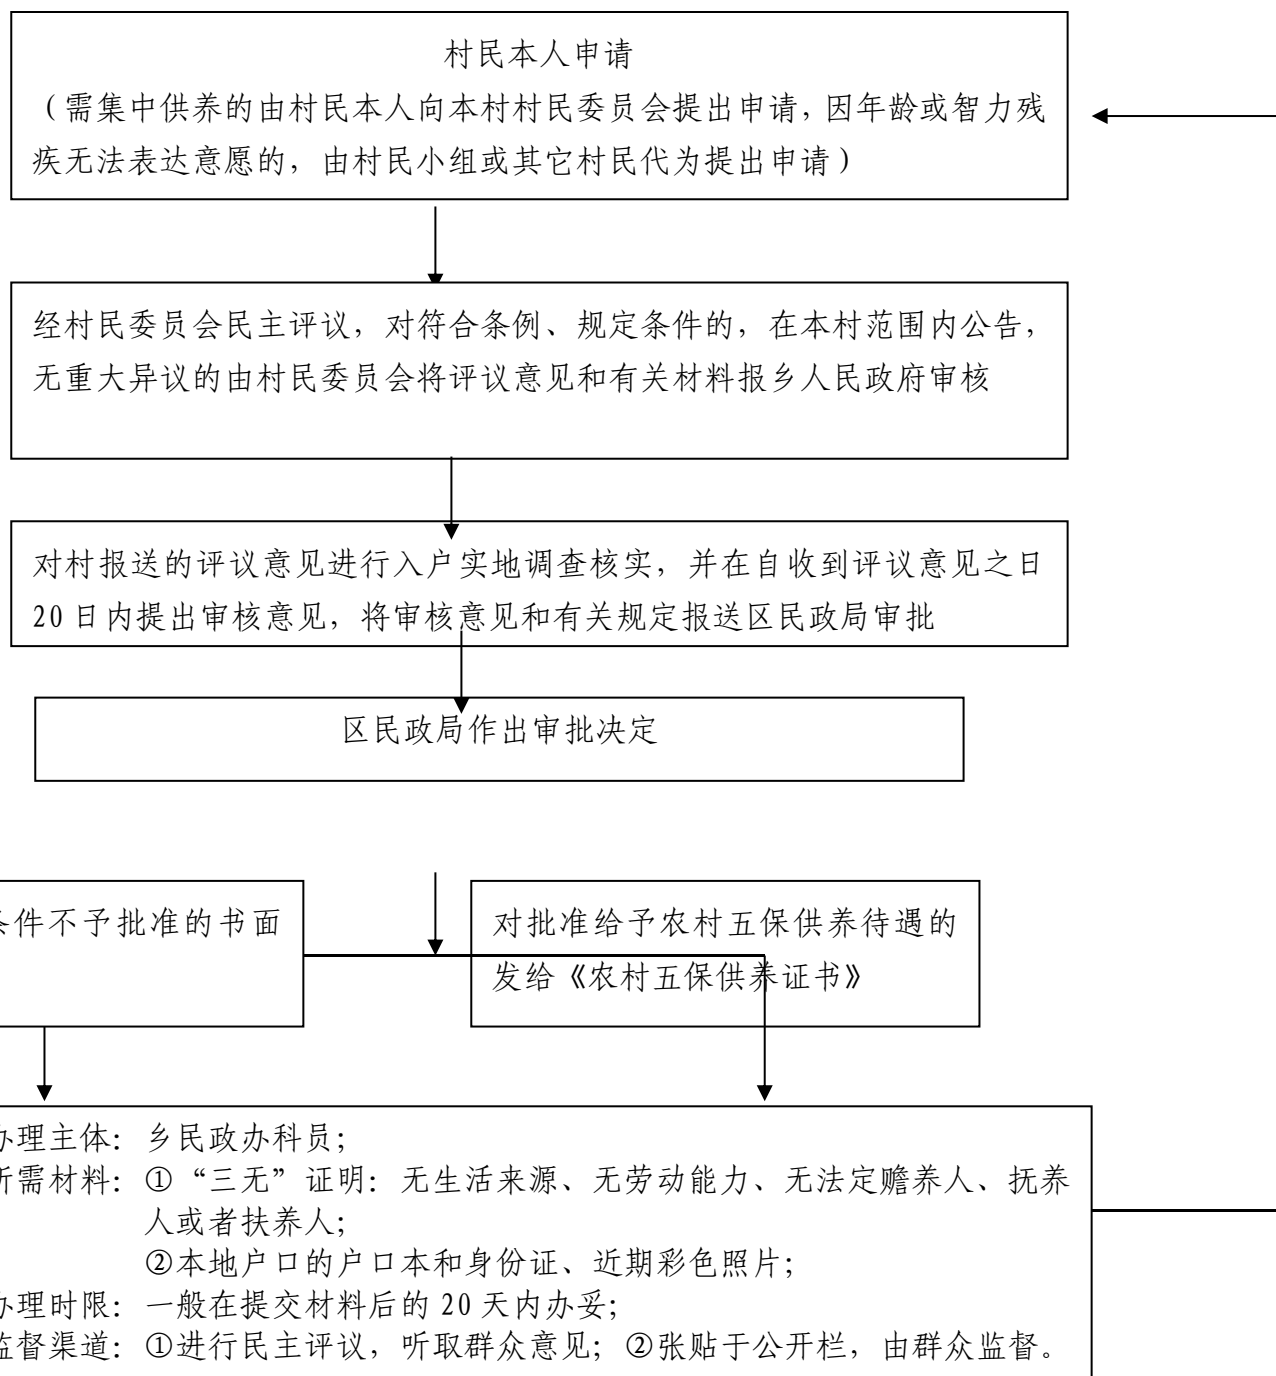 村民本人申请
（需集中供养的由村民本人向本村村民委员会提出申请，因年龄或智力残
疾无法表达意愿的，由村民小组或其它村民代为提出申请）
经村民委员会民主评议，对符合条例、规定条件的，在本村范围内公告，
无重大异议的由村民委员会将评议意见和有关材料报乡人民政府审核
对村报送的评议意见进行入户实地调查核实，并在自收到评议意见之日
20日内提出审核意见，将审核意见和有关规定报送区民政局审批
区民政局作出审批决定
条件不予批准的书面
对批准给予农村五保供养待遇的
发给《农村五保供养证书》
办理主体：乡民政办科员；
所需材料：①“三无”证明：无生活来源、无劳动能力、无法定赡养人、抚养
人或者扶养人；
②本地户口的户口本和身份证、近期彩色照片；
办理时限：一般在提交材料后的20天内办妥；
监督渠道：①进行民主评议，听取群众意见；②张贴于公开栏，由群众监督。